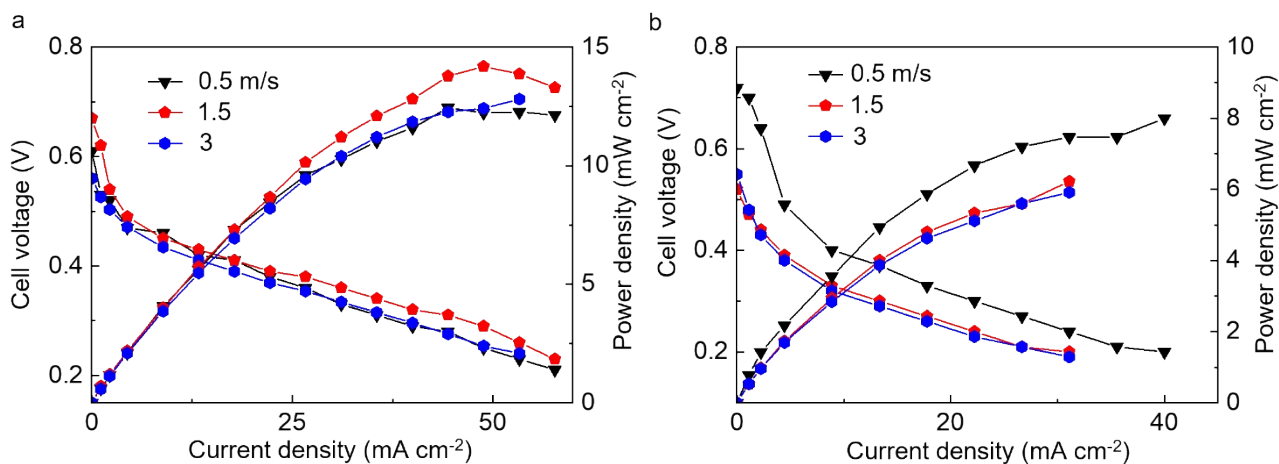 a
Cell voltage (V)
0.8
0.6
0.4
0.2
0.5 m/s
1.5
3
15
10
5
0
Power density (mW cm-2)
0
25
50
Current density (mA cm-2)
b
Cell voltage (V)
0.8
0.6
0.4
0.2
0.5 m/s
1.5
3
10
8
6
4
2
0
Power density (mW cm-2)
0
20
40
Current density (mA cm-2)